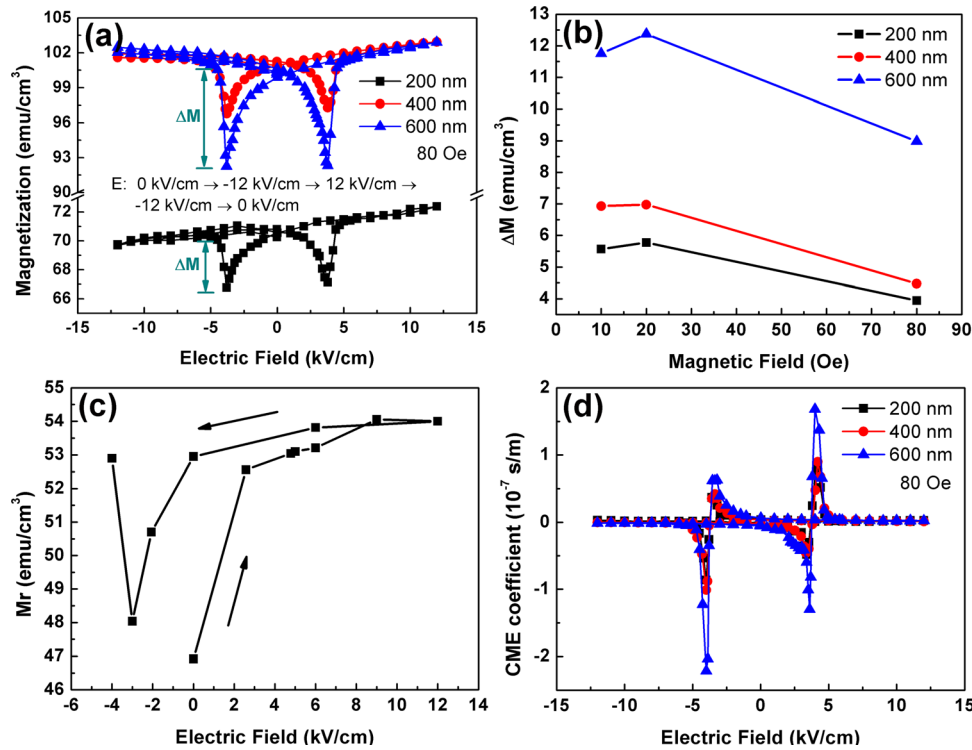 (a)
105
102
99
96
93
90
72
70
68
66
-15
-10
-5
0
5
10
15
Magnetization (emu/cm³)
Electric Field (kV/cm)
ΔM
ΔM
200 nm
400 nm
600 nm
80 Oe
E: 0 kV/cm → -12 kV/cm → 12 kV/cm →
-12 kV/cm → 0 kV/cm
(b)
13
12
11
10
9
8
7
6
5
4
0
10
20
30
40
50
60
70
80
90
ΔM (emu/cm³)
Magnetic Field (Oe)
200 nm
400 nm
600 nm
(c)
55
54
53
52
51
50
49
48
47
46
-6
-4
-2
0
2
4
6
8
10
12
14
Mr (emu/cm³)
Electric Field (kV/cm)
(d)
2
1
0
-1
-2
-15
-10
-5
0
5
10
15
CME coefficient (10⁻⁷ s/m)
Electric Field (kV/cm)
200 nm
400 nm
600 nm
80 Oe